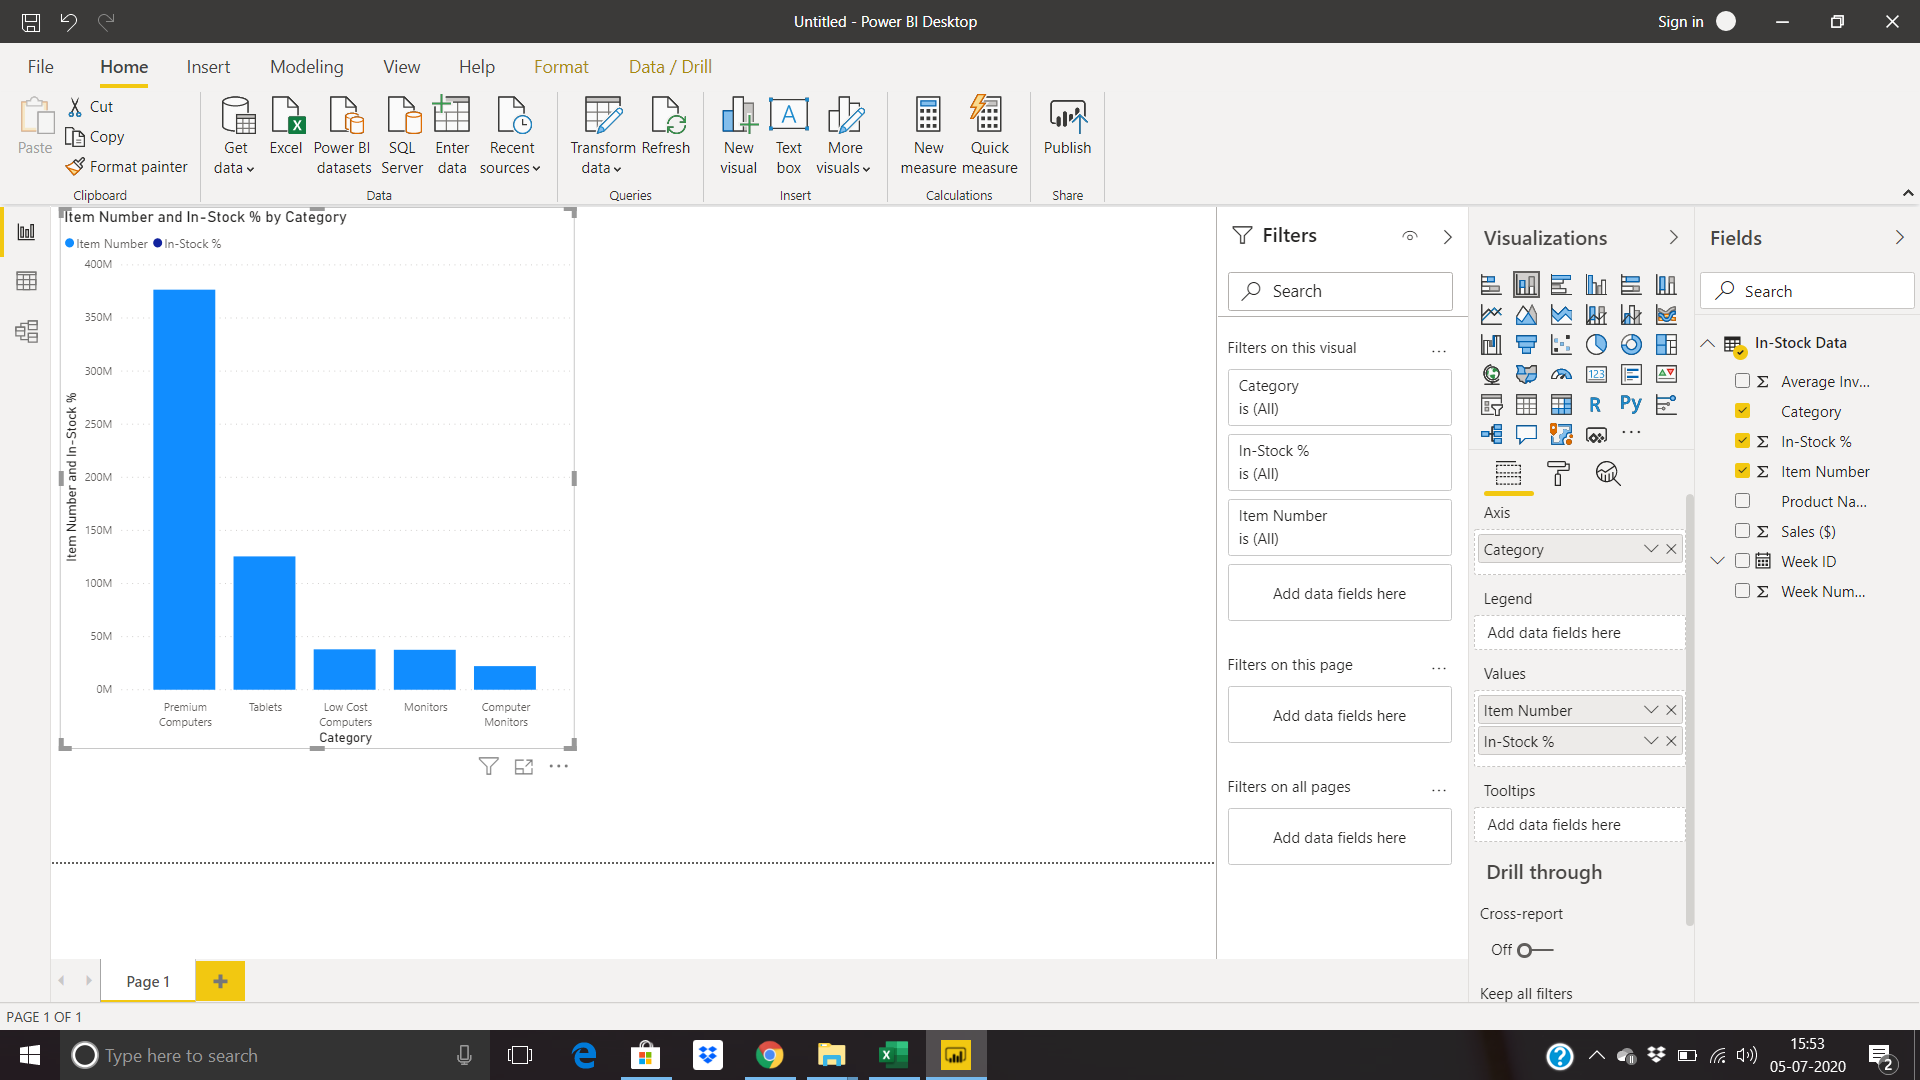 Untitled - Power BI Desktop
Sign in
File
Home
Insert
Modeling
View
Help
Format
Data / Drill
Paste
Cut
Copy
Format painter
Clipboard
Get
data
Excel
Power BI
datasets
SQL
Server
Enter
data
Recent
sources
Data
Transform
data
Refresh
Queries
New
visual
A
Text
box
More
visuals
Insert
New
measure
Quick
measure
Calculations
Publish
Share
Item Number and In-Stock % by Category
Item Number
In-Stock %
400M
350M
300M
250M
200M
150M
100M
50M
0M
Item Number and In-Stock %
Premium
Computers
Tablets
Low Cost
Computers
Monitors
Computer
Monitors
Category
Filters
Search
Filters on this visual
...
Category
is (All)
In-Stock %
is (All)
Item Number
is (All)
Add data fields here
Filters on this page
...
Add data fields here
Filters on all pages
...
Add data fields here
Visualizations
123
R
Py
...
Axis
Category
Legend
Add data fields here
Values
Item Number
In-Stock %
Tooltips
Add data fields here
Drill through
Cross-report
Off
Keep all filters
Fields
Search
In-Stock Data
Average Inv...
Category
In-Stock %
Item Number
Product Na...
Sales ($)
Week ID
Week Num...
Page 1
PAGE 1 OF 1
Type here to search
15:53
05-07-2020
2